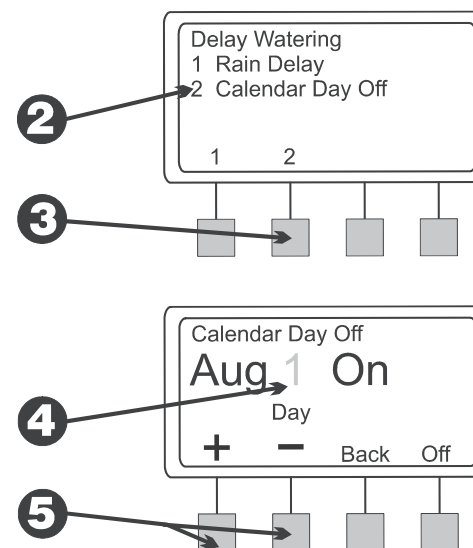 Delay Watering
1 Rain Delay
2 Calendar Day Off
2
1 2
3
Calendar Day Off
Aug 1 On
4
Day
+ − Back Off
5